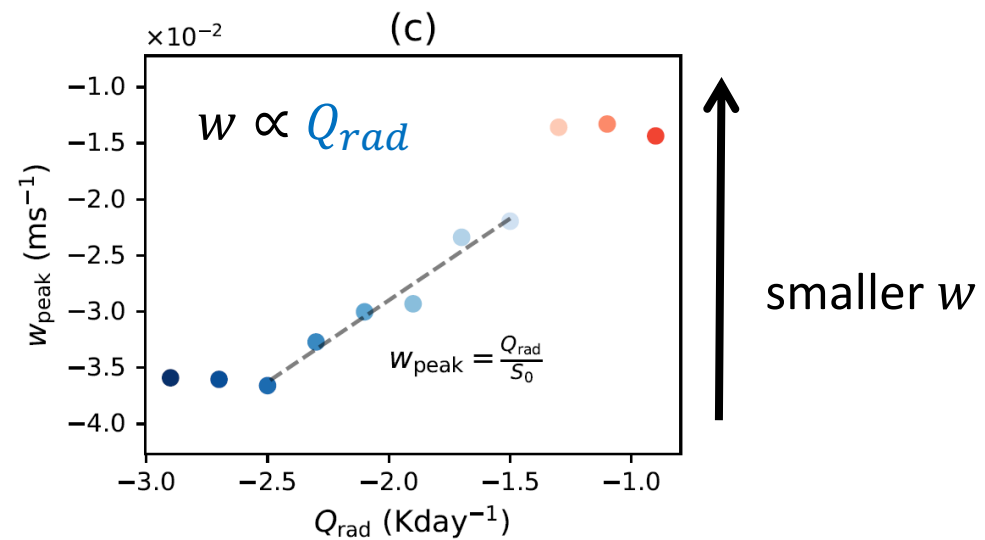 (c)
×10⁻²
−1.0
−1.5
−2.0
−2.5
−3.0
−3.5
−4.0
w_peak (ms⁻¹)
w ∝ Q_rad
w_peak = Q_rad / S₀
−3.0 −2.5 −2.0 −1.5 −1.0
Q_rad (Kday⁻¹)
smaller w